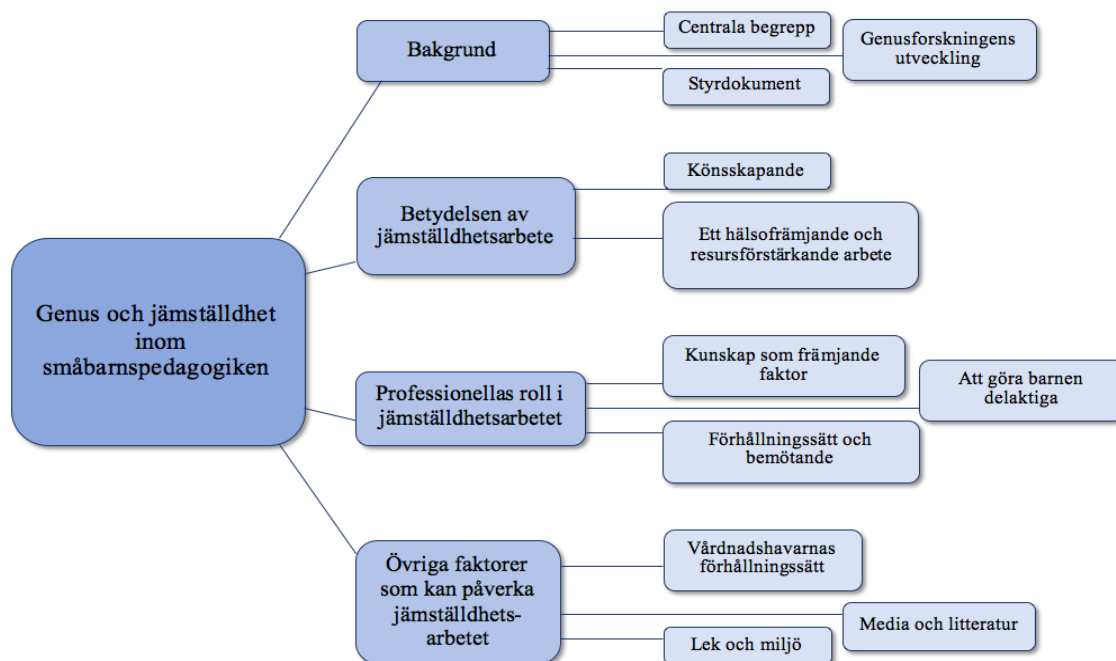 Genus och jämställdhet
inom
småbarnspedagogiken
Bakgrund
Centrala begrepp
Genusforskningens
utveckling
Styrdokument
Betydelsen av
jämställdhetsarbete
Könsskapande
Ett hälsofrämjande och
resursförstärkande arbete
Professionellas roll i
jämställdhetsarbetet
Kunskap som främjande
faktor
Att göra barnen
delaktiga
Förhållningssätt och
bemötande
Övriga faktorer
som kan påverka
jämställdhets-
arbetet
Vårdnadshavarnas
förhållningssätt
Media och litteratur
Lek och miljö